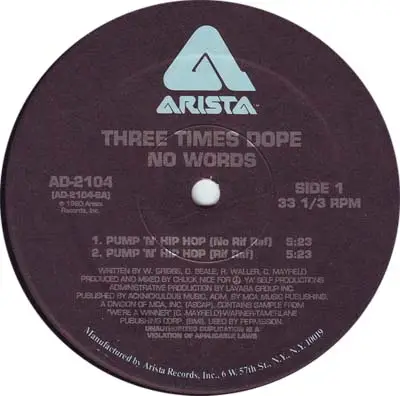 ARISTA™
THREE TIMES DOPE
NO WORDS
AD-2104
(AD-2104-SA)
℗ 1990 Arista
Records, Inc.
SIDE 1
33 1/3 RPM
1. PUMP 'N' HIP HOP (No Rif Raf) 5:23
2. PUMP 'N' HIP HOP (Rif Raf) 5:23
WRITTEN BY W. GRIGGS, D. BEALE, R. WALLER, C. MAYFIELD
PRODUCED AND MIXED BY CHUCK NICE FOR YA' SELF PRODUCTIONS
ADMINISTRATIVE PRODUCTION BY LAVABA GROUP INC.
PUBLISHED BY ACKNICKULOUS MUSIC, ADM. BY MCA MUSIC PUBLISHING,
A DIVISION OF MCA, INC. (ASCAP). CONTAINS SAMPLE FROM
"WE'RE A WINNER" (C. MAYFIELD) WARNER/TAMERLANE
PUBLISHING CORP. (BMI). USED BY PERMISSION.
UNAUTHORIZED DUPLICATION IS A
VIOLATION OF APPLICABLE LAWS.
Manufactured by Arista Records, Inc., 6 W. 57th St., N.Y., N.Y. 10019